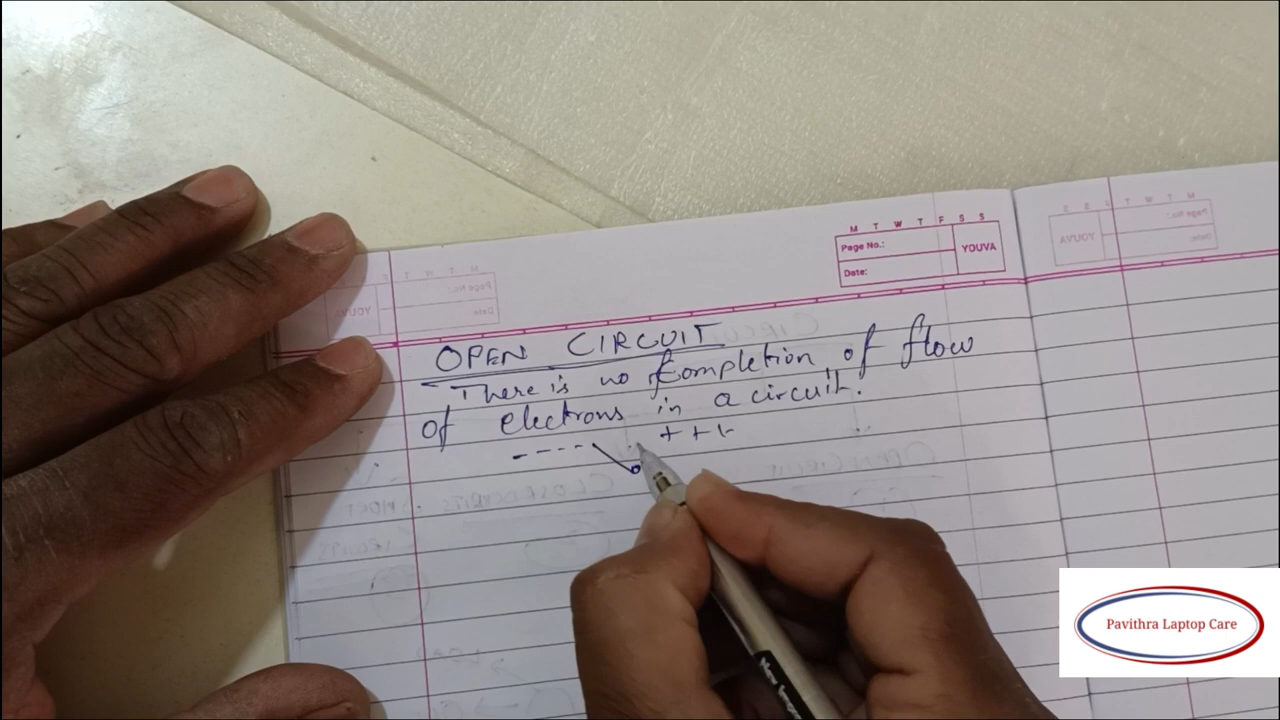 M T W T F S S
Page No.:
YOUVA
Date:
OPEN CIRCUIT
There is no completion of flow
of electrons in a circuit.
- - - - - + + +
Pavithra Laptop Care